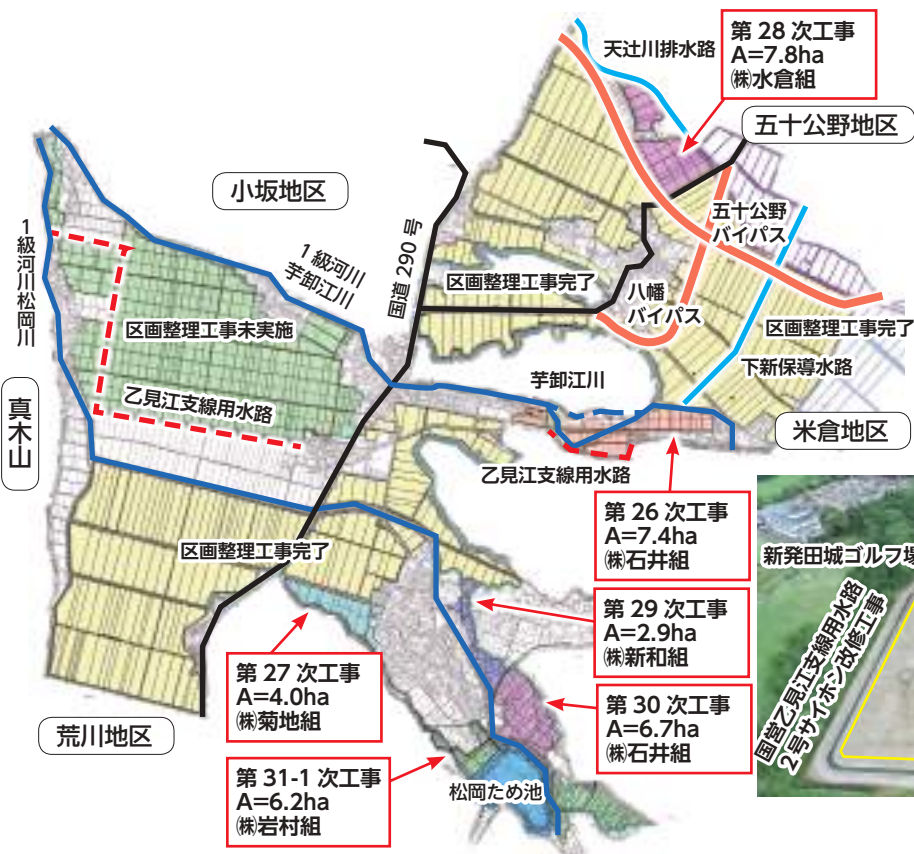 第 28 次工事
A=7.8ha
㈱水倉組
天辻川排水路
五十公野地区
小坂地区
1級河川松岡川
1級河川
芋卸江川
国道290号
区画整理工事完了
五十公野
バイパス
八幡
バイパス
区画整理工事未実施
区画整理工事完了
下新保導水路
芋卸江川
真木山
乙見江支線用水路
米倉地区
乙見江支線用水路
区画整理工事完了
第 26 次工事
A=7.4ha
㈱石井組
新発田城ゴルフ場
国営乙見江支線用水路
2号サイホン改修工事
第 29 次工事
A=2.9ha
㈱新和組
第 27 次工事
A=4.0ha
㈱菊地組
第 30 次工事
A=6.7ha
㈱石井組
荒川地区
第 31-1 次工事
A=6.2ha
㈱岩村組
松岡ため池